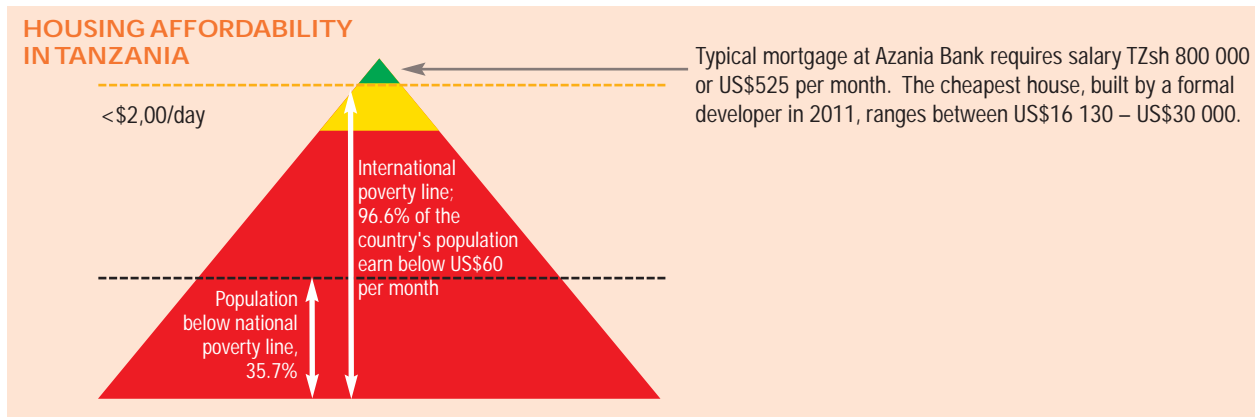 HOUSING AFFORDABILITY
IN TANZANIA
Typical mortgage at Azania Bank requires salary TZsh 800 000
or US$525 per month. The cheapest house, built by a formal
developer in 2011, ranges between US$16 130 – US$30 000.
<$2,00/day
International
poverty line;
96.6% of the
country's population
earn below US$60
per month
Population
below national
poverty line,
35.7%